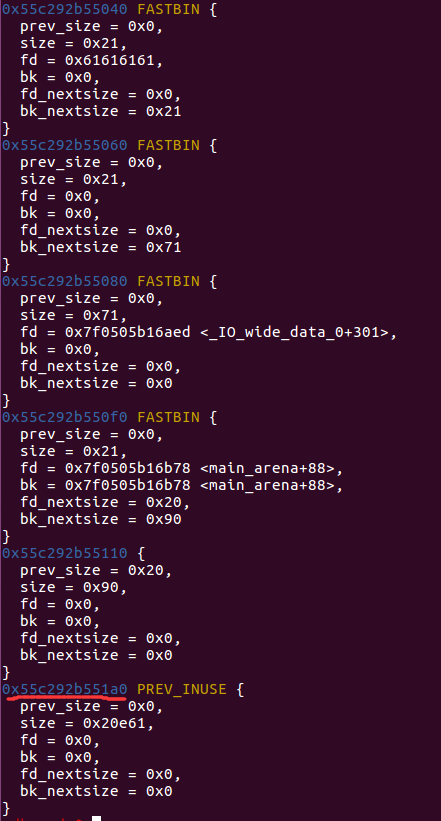 0x55c292b55040 FASTBIN {
  prev_size = 0x0,
  size = 0x21,
  fd = 0x61616161,
  bk = 0x0,
  fd_nextsize = 0x0,
  bk_nextsize = 0x21
}
0x55c292b55060 FASTBIN {
  prev_size = 0x0,
  size = 0x21,
  fd = 0x0,
  bk = 0x0,
  fd_nextsize = 0x0,
  bk_nextsize = 0x71
}
0x55c292b55080 FASTBIN {
  prev_size = 0x0,
  size = 0x71,
  fd = 0x7f0505b16aed <_IO_wide_data_0+301>,
  bk = 0x0,
  fd_nextsize = 0x0,
  bk_nextsize = 0x0
}
0x55c292b550f0 FASTBIN {
  prev_size = 0x0,
  size = 0x21,
  fd = 0x7f0505b16b78 <main_arena+88>,
  bk = 0x7f0505b16b78 <main_arena+88>,
  fd_nextsize = 0x20,
  bk_nextsize = 0x90
}
0x55c292b55110 {
  prev_size = 0x20,
  size = 0x90,
  fd = 0x0,
  bk = 0x0,
  fd_nextsize = 0x0,
  bk_nextsize = 0x0
}
0x55c292b551a0 PREV_INUSE {
  prev_size = 0x0,
  size = 0x20e61,
  fd = 0x0,
  bk = 0x0,
  fd_nextsize = 0x0,
  bk_nextsize = 0x0
}